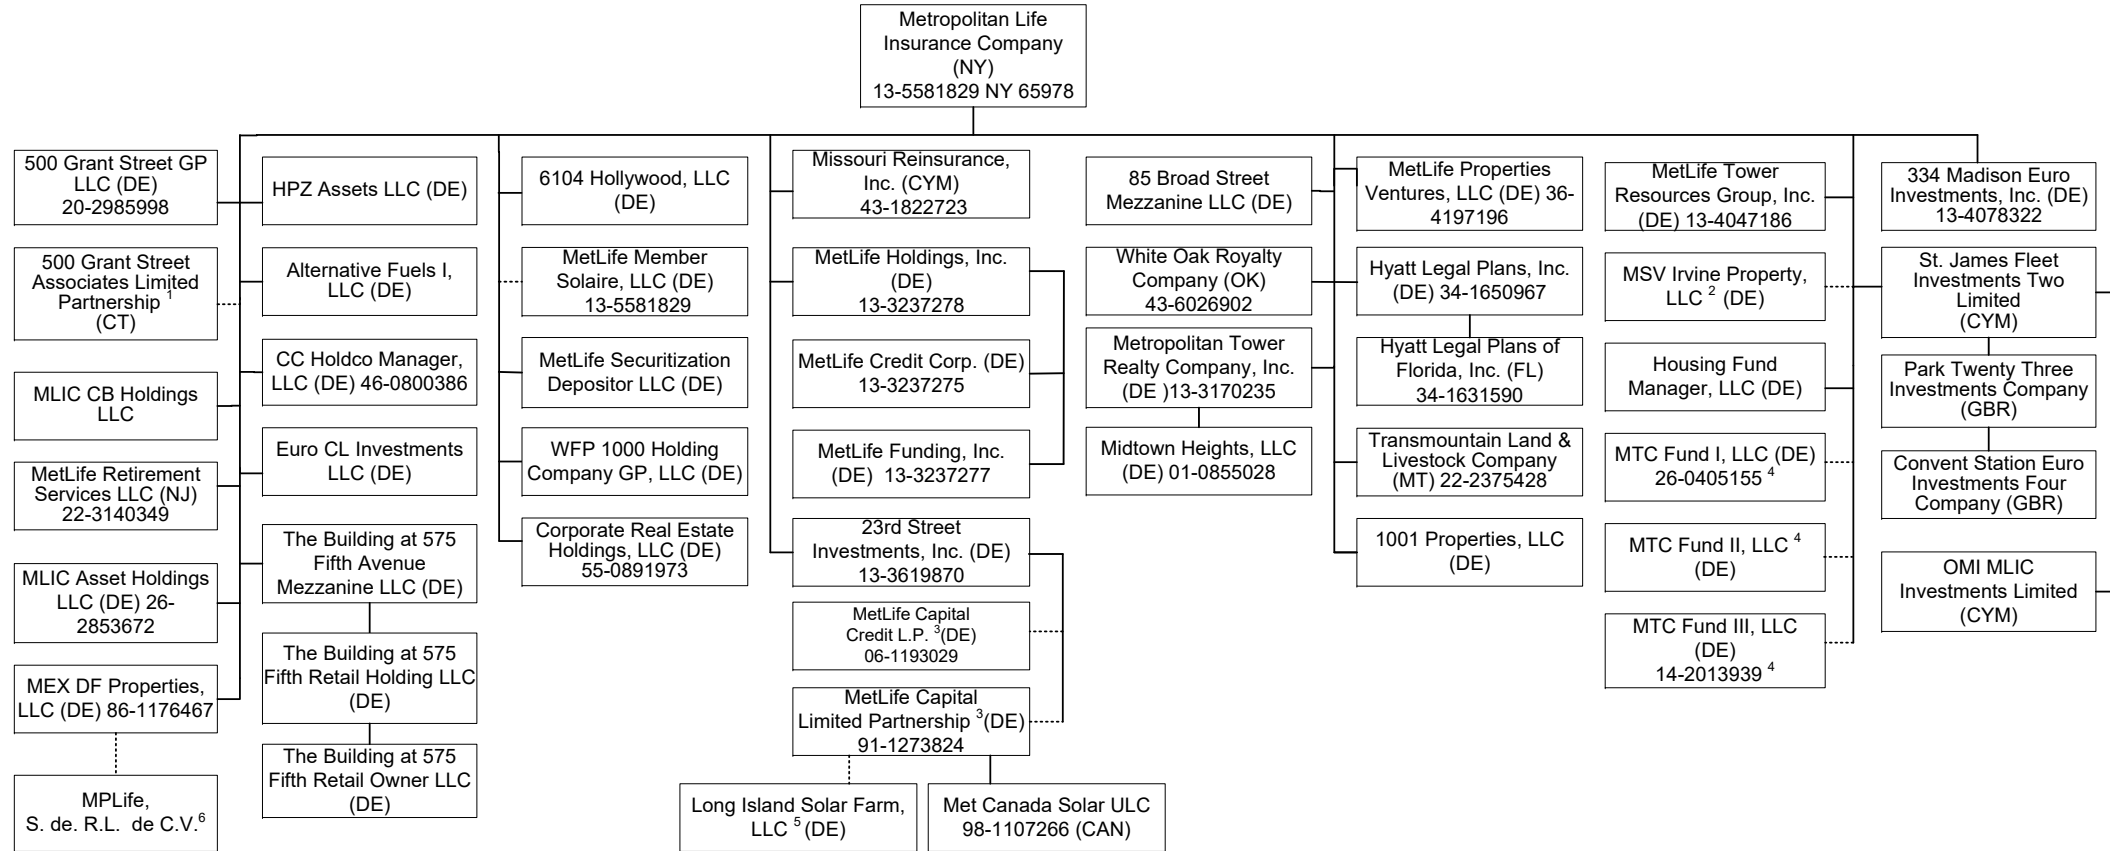 Metropolitan Life
Insurance Company
(NY)
13-5581829 NY 65978
500 Grant Street GP
LLC (DE)
20-2985998
500 Grant Street
Associates Limited
Partnership 1
(CT)
MLIC CB Holdings
LLC
MetLife Retirement
Services LLC (NJ)
22-3140349
MLIC Asset Holdings
LLC (DE) 26-
2853672
MEX DF Properties,
LLC (DE) 86-1176467
MPLife,
S. de. R.L. de C.V.6
HPZ Assets LLC (DE)
Alternative Fuels I,
LLC (DE)
CC Holdco Manager,
LLC (DE) 46-0800386
Euro CL Investments
LLC (DE)
The Building at 575
Fifth Avenue
Mezzanine LLC (DE)
The Building at 575
Fifth Retail Holding LLC
(DE)
The Building at 575
Fifth Retail Owner LLC
(DE)
6104 Hollywood, LLC
(DE)
MetLife Member
Solaire, LLC (DE)
13-5581829
MetLife Securitization
Depositor LLC (DE)
WFP 1000 Holding
Company GP, LLC (DE)
Corporate Real Estate
Holdings, LLC (DE)
55-0891973
Missouri Reinsurance,
Inc. (CYM)
43-1822723
MetLife Holdings, Inc.
(DE)
13-3237278
MetLife Credit Corp. (DE)
13-3237275
MetLife Funding, Inc.
(DE) 13-3237277
23rd Street
Investments, Inc. (DE)
13-3619870
MetLife Capital
Credit L.P. 3(DE)
06-1193029
MetLife Capital
Limited Partnership 3(DE)
91-1273824
Long Island Solar Farm,
LLC 5 (DE)
Met Canada Solar ULC
98-1107266 (CAN)
85 Broad Street
Mezzanine LLC (DE)
White Oak Royalty
Company (OK)
43-6026902
Metropolitan Tower
Realty Company, Inc.
(DE )13-3170235
Midtown Heights, LLC
(DE) 01-0855028
MetLife Properties
Ventures, LLC (DE) 36-
4197196
Hyatt Legal Plans, Inc.
(DE) 34-1650967
Hyatt Legal Plans of
Florida, Inc. (FL)
34-1631590
Transmountain Land &
Livestock Company
(MT) 22-2375428
1001 Properties, LLC
(DE)
MetLife Tower
Resources Group, Inc.
(DE) 13-4047186
MSV Irvine Property,
LLC 2 (DE)
Housing Fund
Manager, LLC (DE)
MTC Fund I, LLC (DE)
26-0405155 4
MTC Fund II, LLC 4
(DE)
MTC Fund III, LLC
(DE)
14-2013939 4
334 Madison Euro
Investments, Inc. (DE)
13-4078322
St. James Fleet
Investments Two
Limited
(CYM)
Park Twenty Three
Investments Company
(GBR)
Convent Station Euro
Investments Four
Company (GBR)
OMI MLIC
Investments Limited
(CYM)